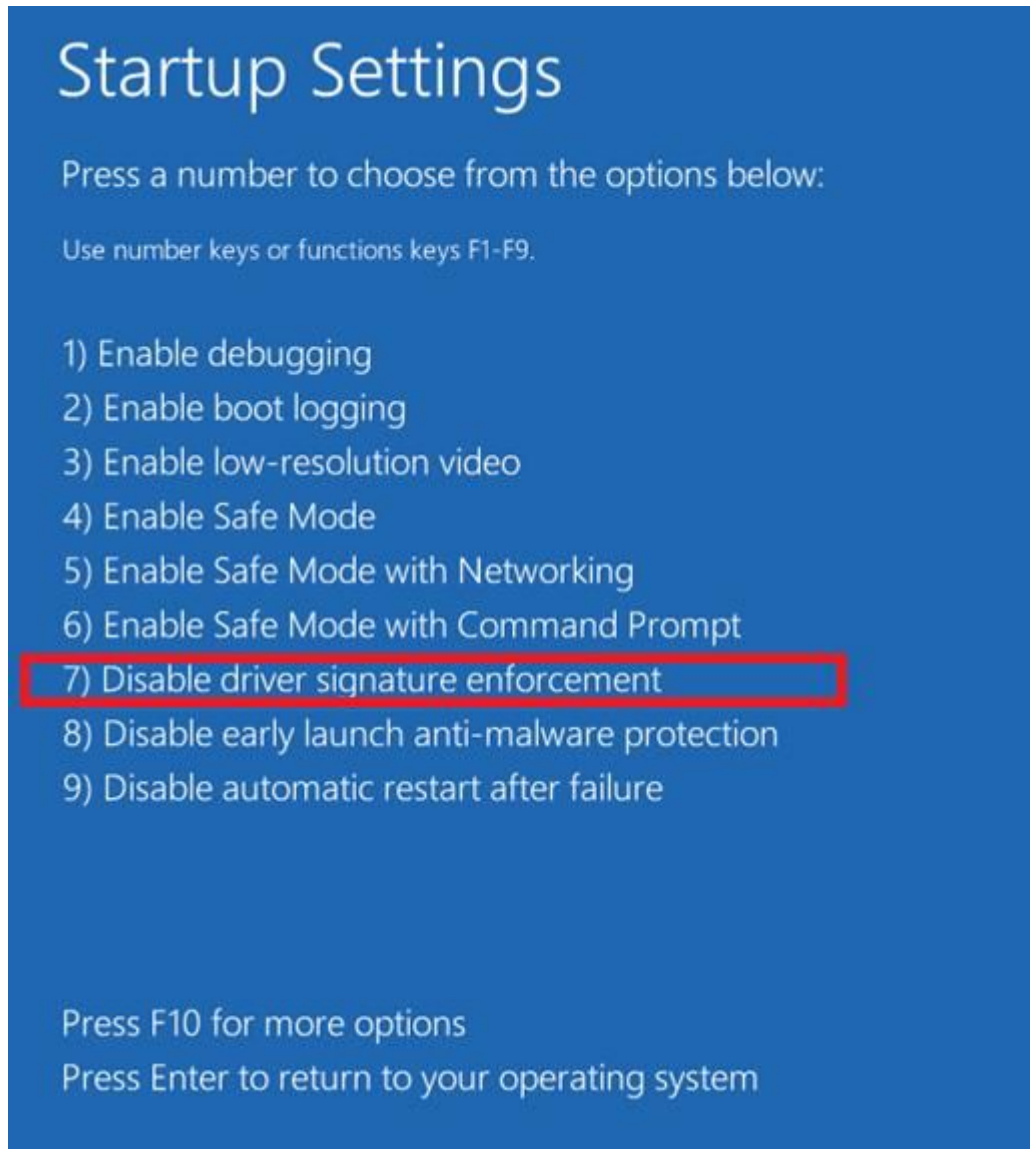 Startup Settings
Press a number to choose from the options below:
Use number keys or functions keys F1-F9.
1) Enable debugging
2) Enable boot logging
3) Enable low-resolution video
4) Enable Safe Mode
5) Enable Safe Mode with Networking
6) Enable Safe Mode with Command Prompt
7) Disable driver signature enforcement
8) Disable early launch anti-malware protection
9) Disable automatic restart after failure
Press F10 for more options
Press Enter to return to your operating system